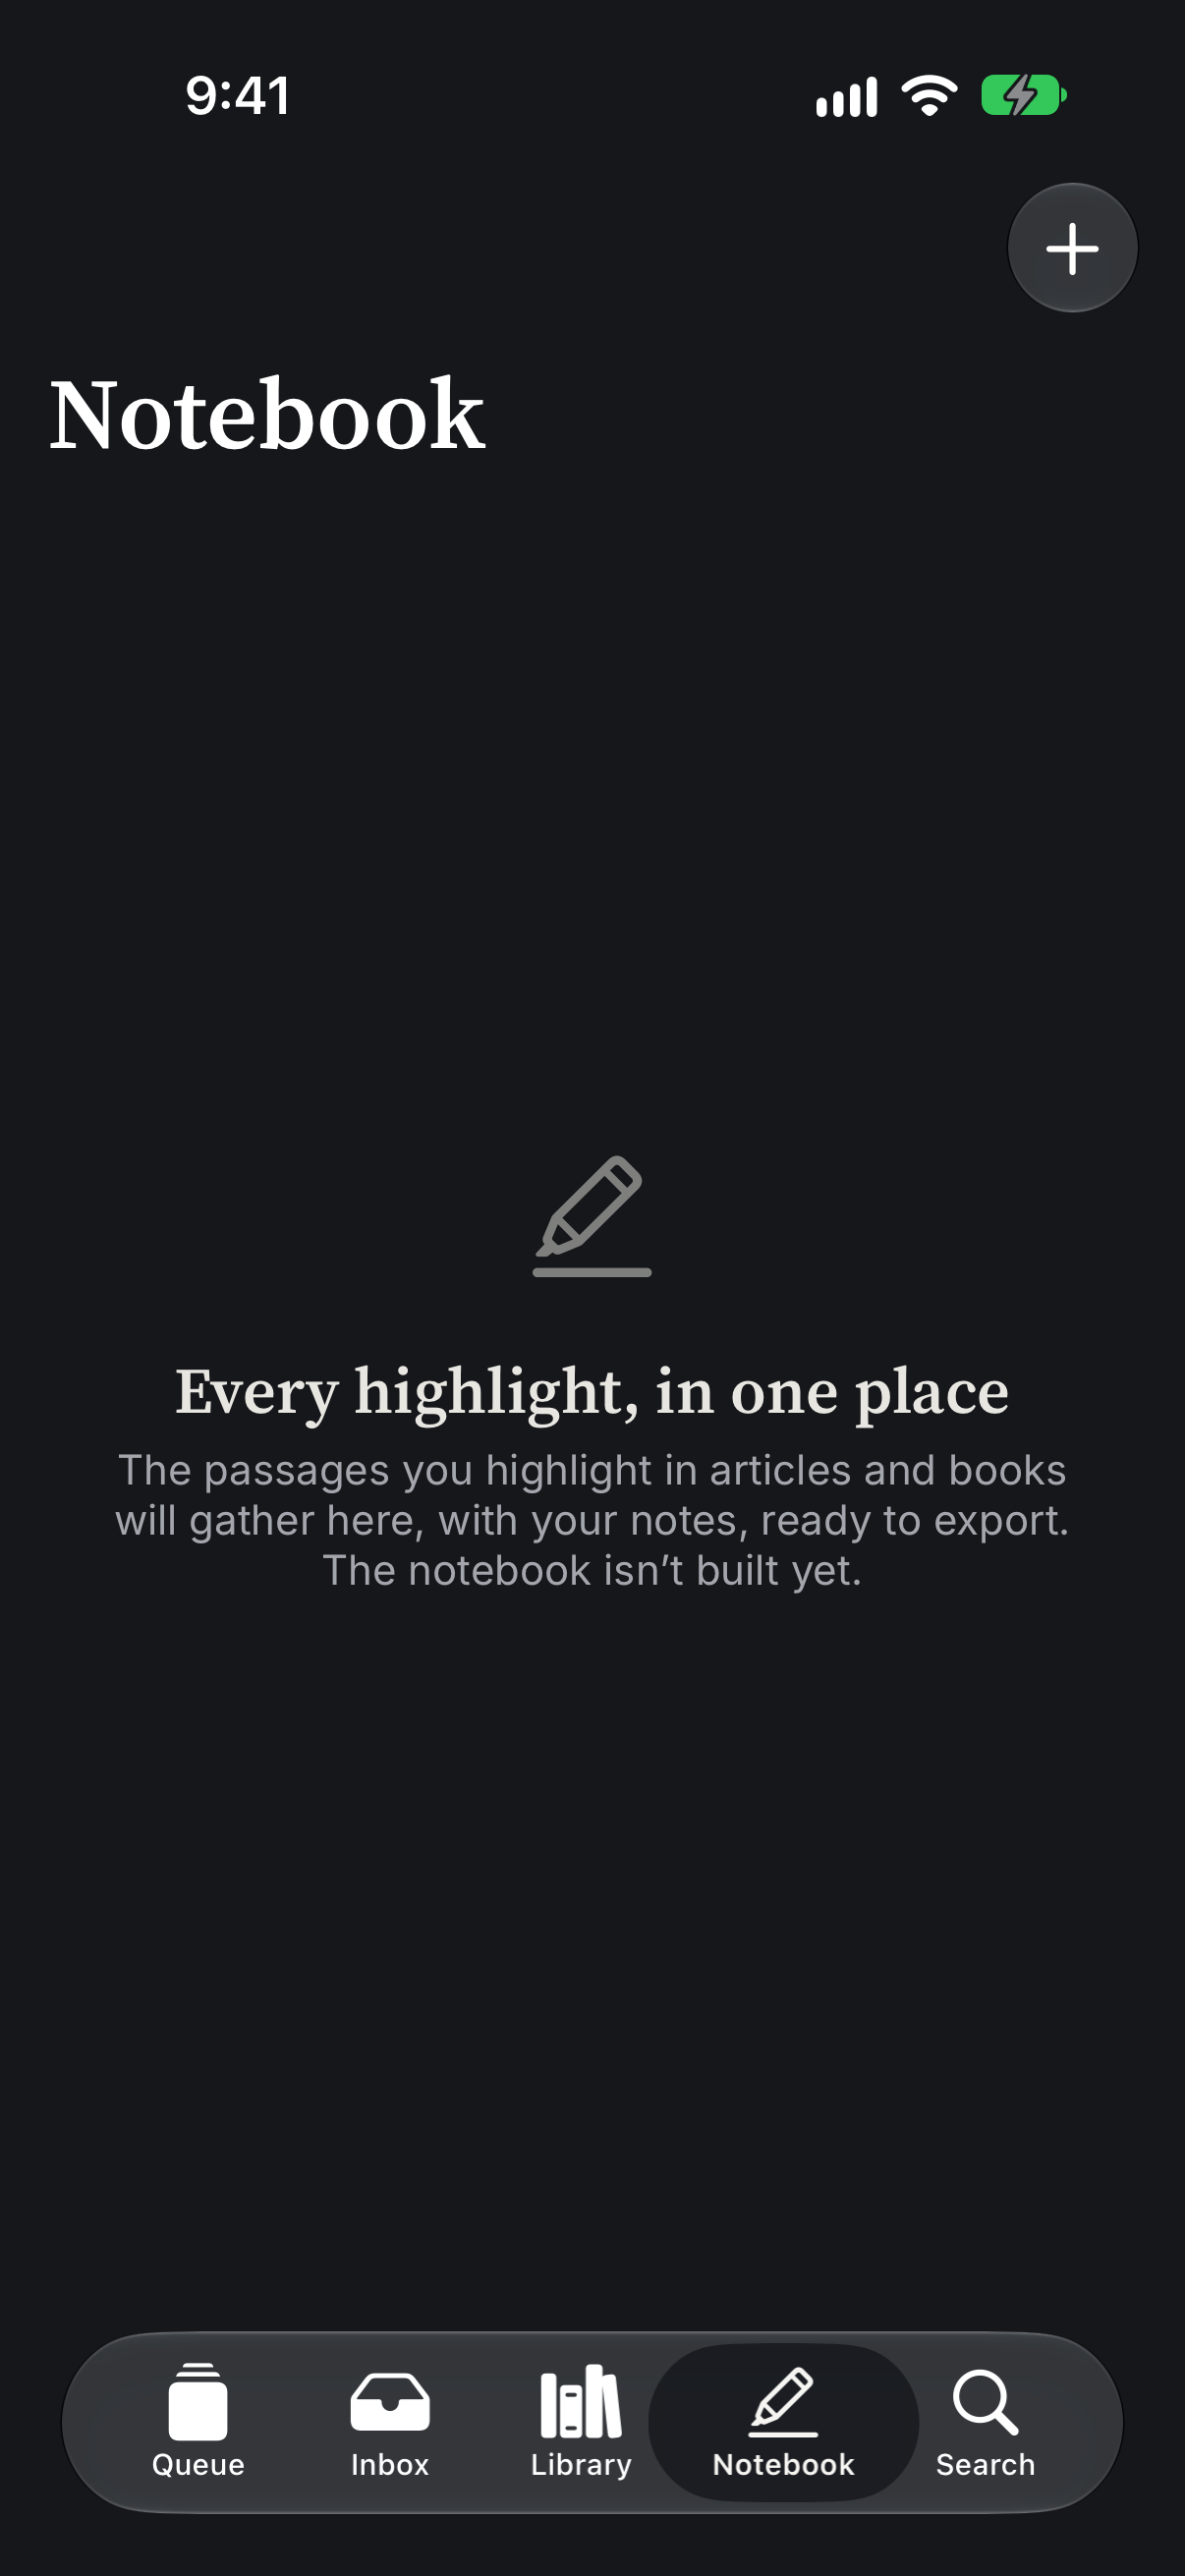 9:41
Notebook
Every highlight, in one place
The passages you highlight in articles and books
will gather here, with your notes, ready to export.
The notebook isn’t built yet.
Queue
Inbox
Library
Notebook
Search